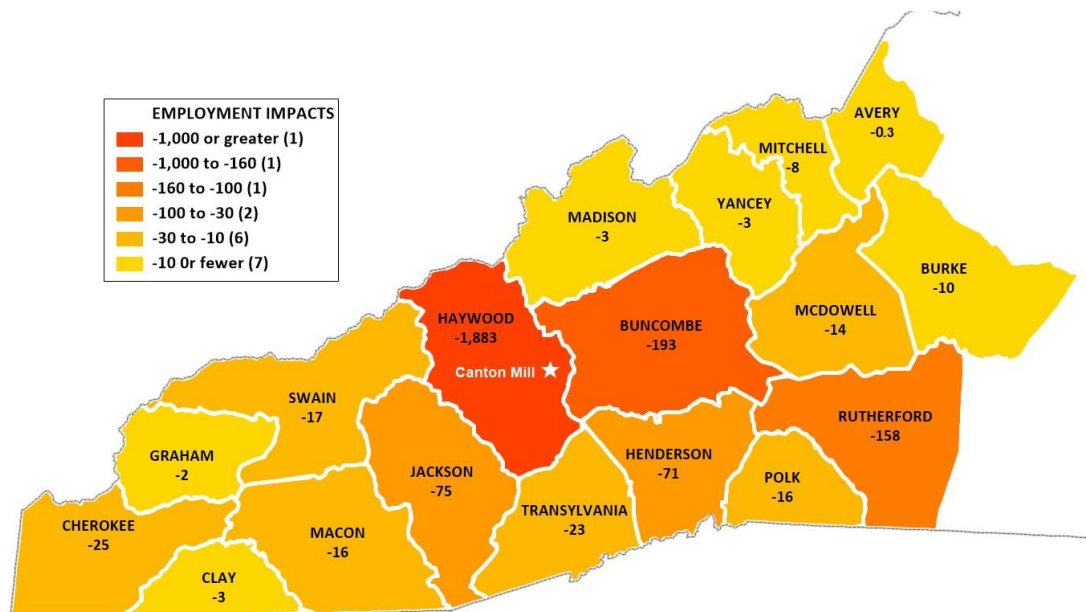 EMPLOYMENT IMPACTS
-1,000 or greater (1)
-1,000 to -160 (1)
-160 to -100 (1)
-100 to -30 (2)
-30 to -10 (6)
-10 0r fewer (7)
AVERY
-0.3
MITCHELL
-8
YANCEY
-3
MADISON
-3
BURKE
-10
MCDOWELL
-14
HAYWOOD
-1,883
BUNCOMBE
-193
Canton Mill
SWAIN
-17
RUTHERFORD
-158
GRAHAM
-2
JACKSON
-75
HENDERSON
-71
POLK
-16
TRANSYLVANIA
-23
CHEROKEE
-25
MACON
-16
CLAY
-3